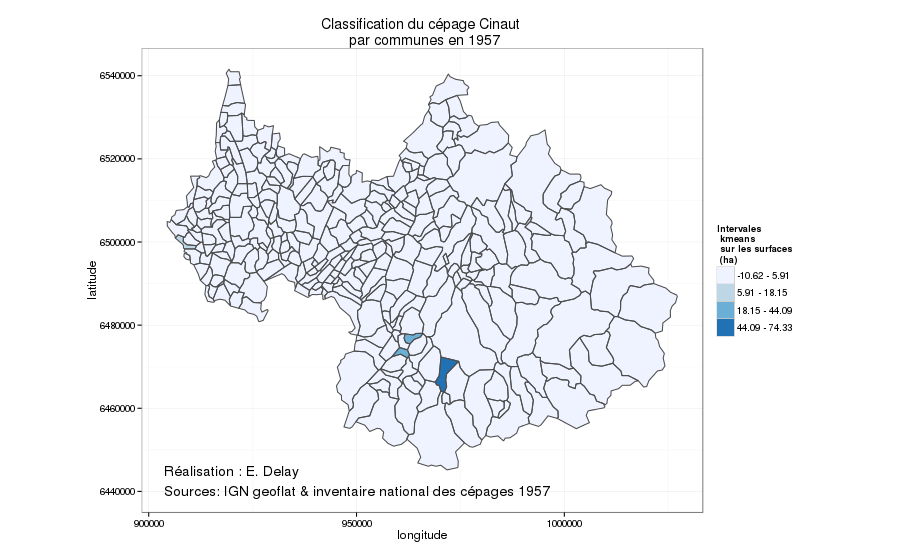 Classification du cépage Cinaut
par communes en 1957
6540000
6520000
6500000
6480000
6460000
6440000
latitude
900000
950000
1000000
longitude
Réalisation : E. Delay
Sources: IGN geoflat & inventaire national des cépages 1957
Intervales
kmeans
sur les surfaces
(ha)
-10.62 - 5.91
5.91 - 18.15
18.15 - 44.09
44.09 - 74.33